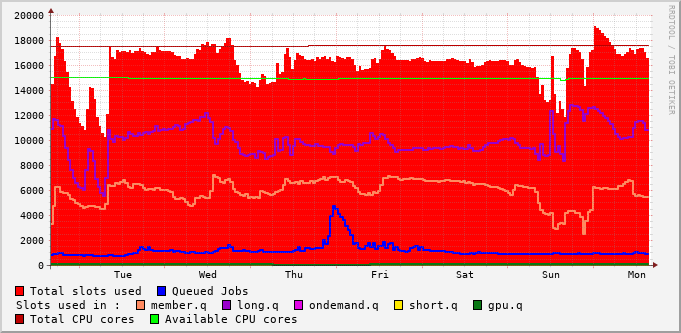 20000
18000
16000
14000
12000
10000
8000
6000
4000
2000
0
Tue Wed Thu Fri Sat Sun Mon
RRDTOOL / TOBI OETIKER
Total slots used Queued Jobs
Slots used in : member.q long.q ondemand.q short.q gpu.q
Total CPU cores Available CPU cores